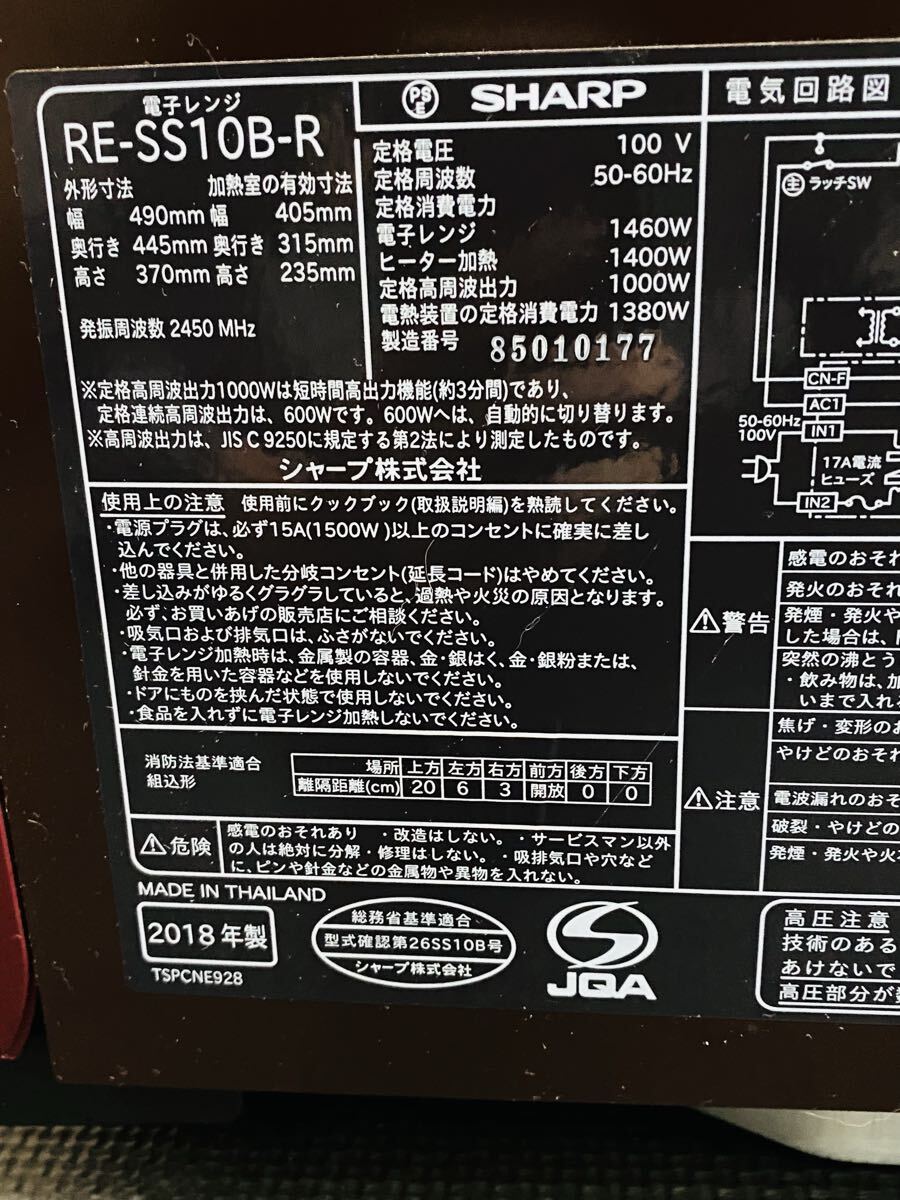 電子レンジ
RE-SS10B-R
外形寸法 加熱室の有効寸法
幅 490mm 幅 405mm
奥行き 445mm 奥行き 315mm
高さ 370mm 高さ 235mm
発振周波数 2450 MHz
PS E SHARP
定格電圧 100 V
定格周波数 50-60Hz
定格消費電力
電子レンジ 1460W
ヒーター加熱 1400W
定格高周波出力 1000W
電熱装置の定格消費電力 1380W
製造番号 85010177
※定格高周波出力1000Wは短時間高出力機能(約3分間)であり、
定格連続高周波出力は、600Wです。600Wへは、自動的に切り替ります。
※高周波出力は、JIS C 9250に規定する第2法により測定したものです。
シャープ株式会社
使用上の注意 使用前にクックブック(取扱説明編)を熟読してください。
・電源プラグは、必ず15A(1500W)以上のコンセントに確実に差し
込んでください。
・他の器具と併用した分岐コンセント(延長コード)はやめてください。
・差し込みがゆるくグラグラしていると、過熱や火災の原因となります。
必ず、お買いあげの販売店にご相談ください。
・吸気口および排気口は、ふさがないでください。
・電子レンジ加熱時は、金属製の容器、金・銀はく、金・銀粉または、
針金を用いた容器などを使用しないでください。
・ドアにものを挟んだ状態で使用しないでください。
・食品を入れずに電子レンジ加熱しないでください。
消防法基準適合
組込形
場所 上方 左方 右方 前方 後方 下方
離隔距離(cm) 20 6 3 開放 0 0
危険 感電のおそれあり ・改造はしない。・サービスマン以外
の人は絶対に分解・修理はしない。・吸排気口や穴など
に、ピンや針金などの金属物や異物を入れない。
MADE IN THAILAND
2018年製
TSPCNE928
総務省基準適合
型式確認第26SS10B号
シャープ株式会社
JQA
電気回路図
主 ラッチSW
CN-F
AC1
50-60Hz
100V
IN1
17A電流
ヒューズ
IN2
警告
感電のおそれ
発火のおそれ
発煙・発火や
した場合は、
突然の沸とう
・飲み物は、加
いまで入れ
注意
焦げ・変形のお
やけどのおそれ
電波漏れのおそ
破裂・やけどの
発煙・発火や火
高圧注意
技術のある
あけないで
高圧部分が